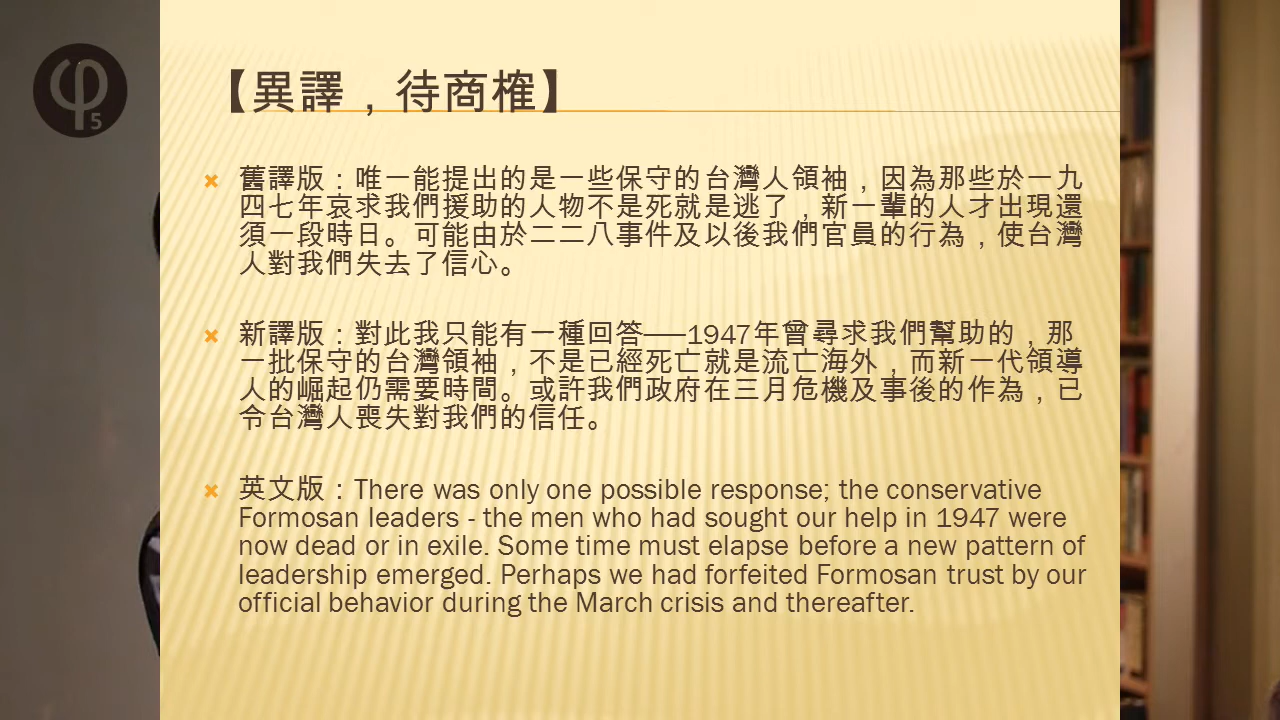 φ5
【異譯，待商榷】
舊譯版：唯一能提出的是一些保守的台灣人領袖，因為那些於一九
四七年哀求我們援助的人物不是死就是逃了，新一輩的人才出現還
須一段時日。可能由於二二八事件及以後我們官員的行為，使台灣
人對我們失去了信心。
新譯版：對此我只能有一種回答──1947年曾尋求我們幫助的，那
一批保守的台灣領袖，不是已經死亡就是流亡海外，而新一代領導
人的崛起仍需要時間。或許我們政府在三月危機及事後的作為，已
令台灣人喪失對我們的信任。
英文版：There was only one possible response; the conservative
Formosan leaders - the men who had sought our help in 1947 were
now dead or in exile. Some time must elapse before a new pattern of
leadership emerged. Perhaps we had forfeited Formosan trust by our
official behavior during the March crisis and thereafter.